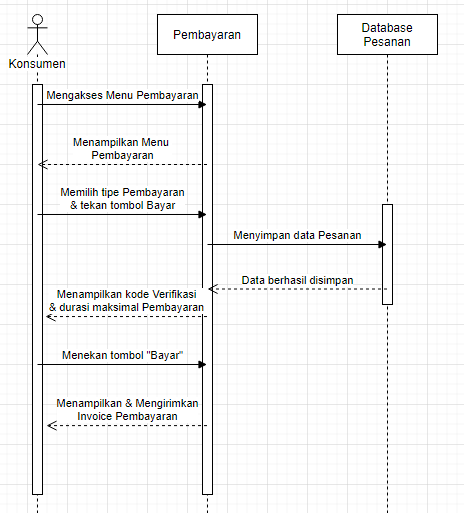 Konsumen
Pembayaran
Database
Pesanan
Mengakses Menu Pembayaran
Menampilkan Menu
Pembayaran
Memilih tipe Pembayaran
& tekan tombol Bayar
Menyimpan data Pesanan
Data berhasil disimpan
Menampilkan kode Verifikasi
& durasi maksimal Pembayaran
Menekan tombol "Bayar"
Menampilkan & Mengirimkan
Invoice Pembayaran